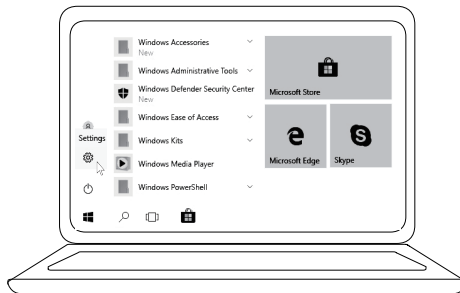 Windows Accessories
New
Windows Administrative Tools
Windows Defender Security Center
New
Windows Ease of Access
Windows Kits
Windows Media Player
Windows PowerShell
Settings
Microsoft Store
Microsoft Edge
Skype